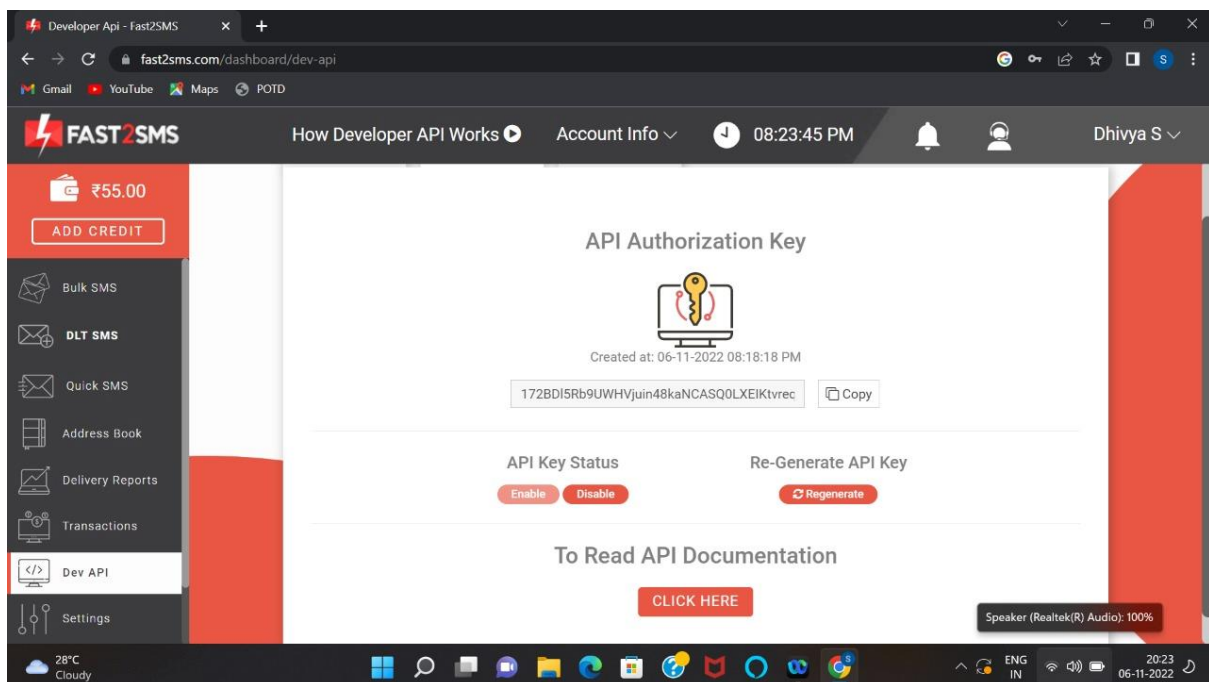 Developer Api - Fast2SMS
fast2sms.com/dashboard/dev-api
S
Gmail YouTube Maps POTD
FAST2SMS
How Developer API Works Account Info 08:23:45 PM Dhivya S
₹55.00
ADD CREDIT
Bulk SMS
DLT SMS
Quick SMS
Address Book
Delivery Reports
Transactions
Dev API
Settings
API Authorization Key
Created at: 06-11-2022 08:18:18 PM
Copy
API Key Status Re-Generate API Key
Enable Disable Regenerate
To Read API Documentation
CLICK HERE
Speaker (Realtek(R) Audio): 100%
28°C
Cloudy
ENG
IN
20:23
06-11-2022